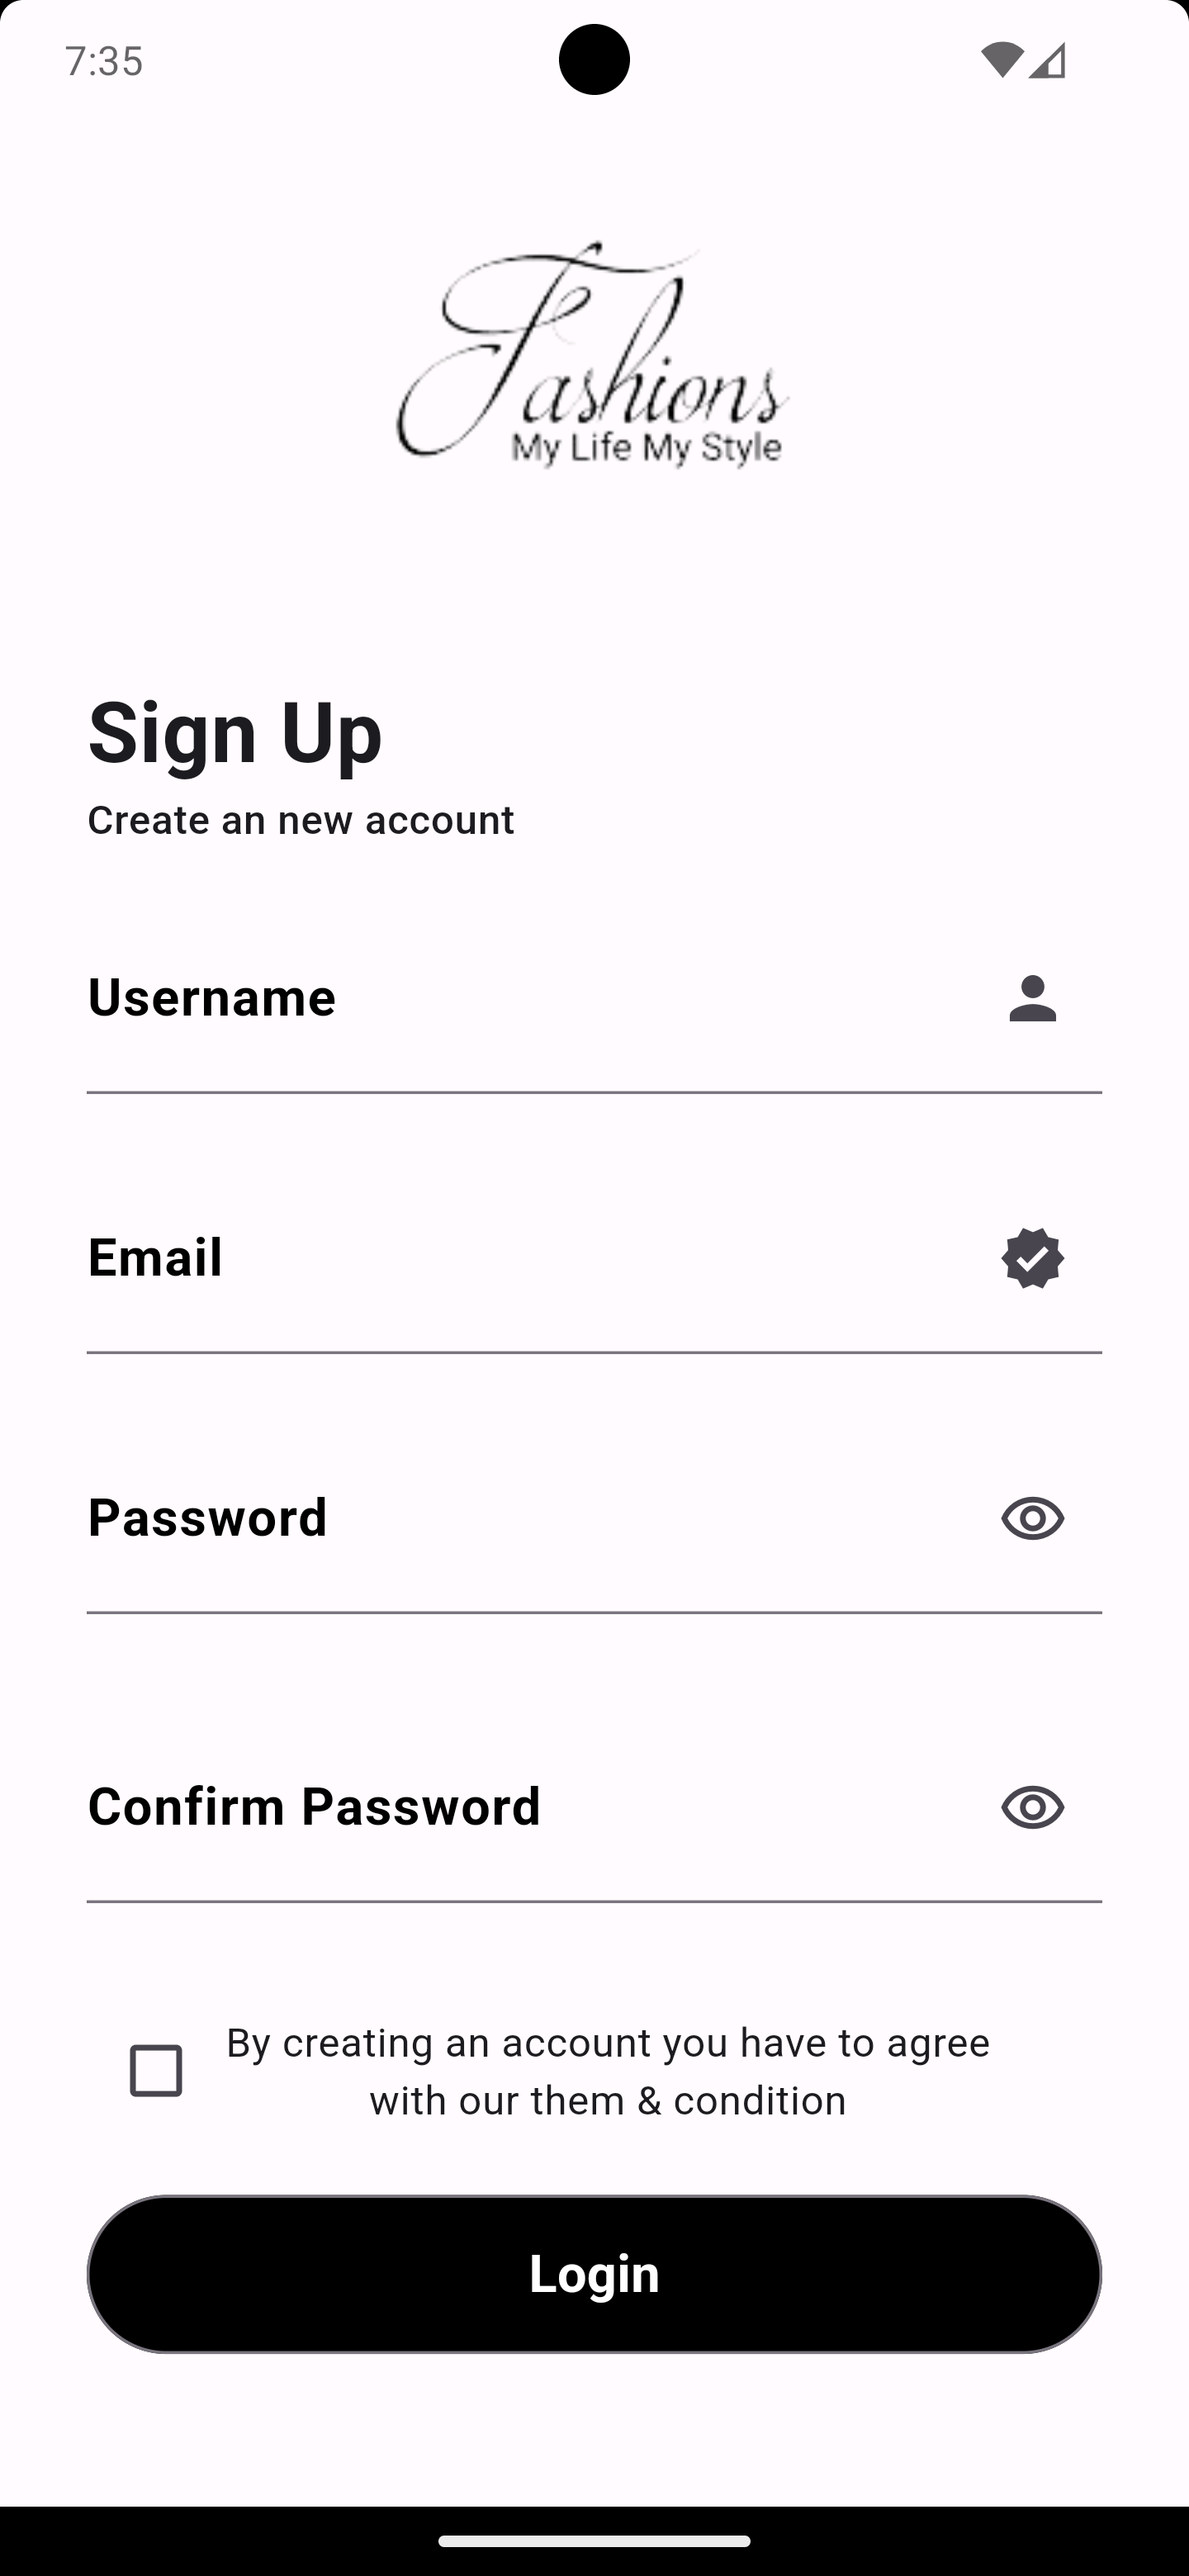 7:35
Fashions
My Life My Style
Sign Up
Create an new account
Username
Email
Password
Confirm Password
By creating an account you have to agree
with our them & condition
Login